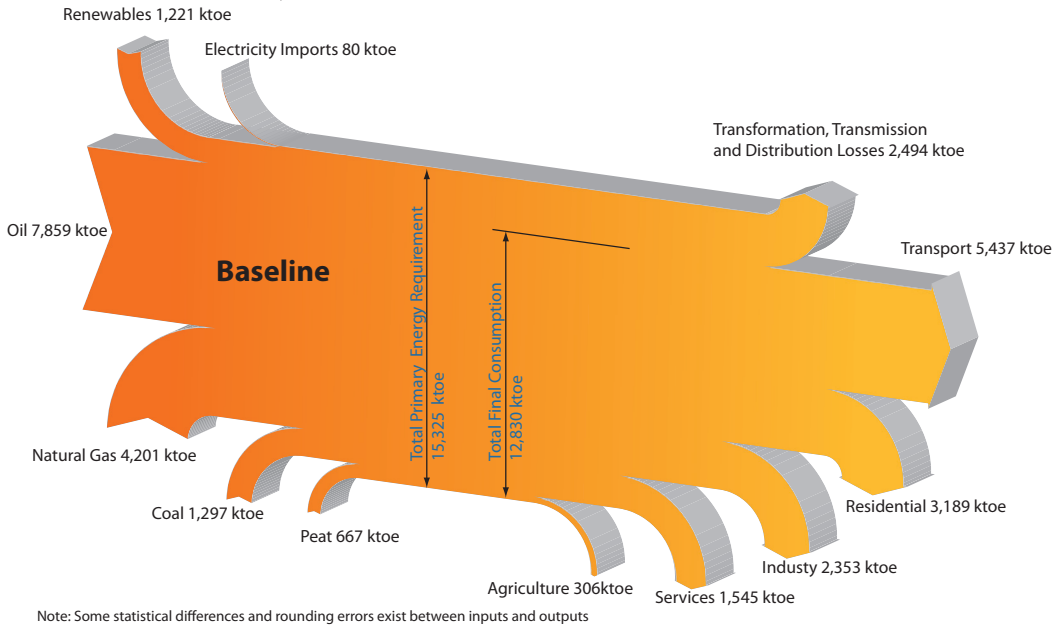 Renewables 1,221 ktoe
Electricity Imports 80 ktoe
Transformation, Transmission
and Distribution Losses 2,494 ktoe
Oil 7,859 ktoe
Transport 5,437 ktoe
Baseline
Total Primary Energy Requirement
15,325 ktoe
Total Final Consumption
12,830 ktoe
Natural Gas 4,201 ktoe
Coal 1,297 ktoe
Peat 667 ktoe
Agriculture 306ktoe
Services 1,545 ktoe
Industy 2,353 ktoe
Residential 3,189 ktoe
Note: Some statistical differences and rounding errors exist between inputs and outputs